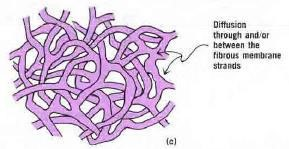 Diffusion
through and/or
between the
fibrous membrane
strands
(c)